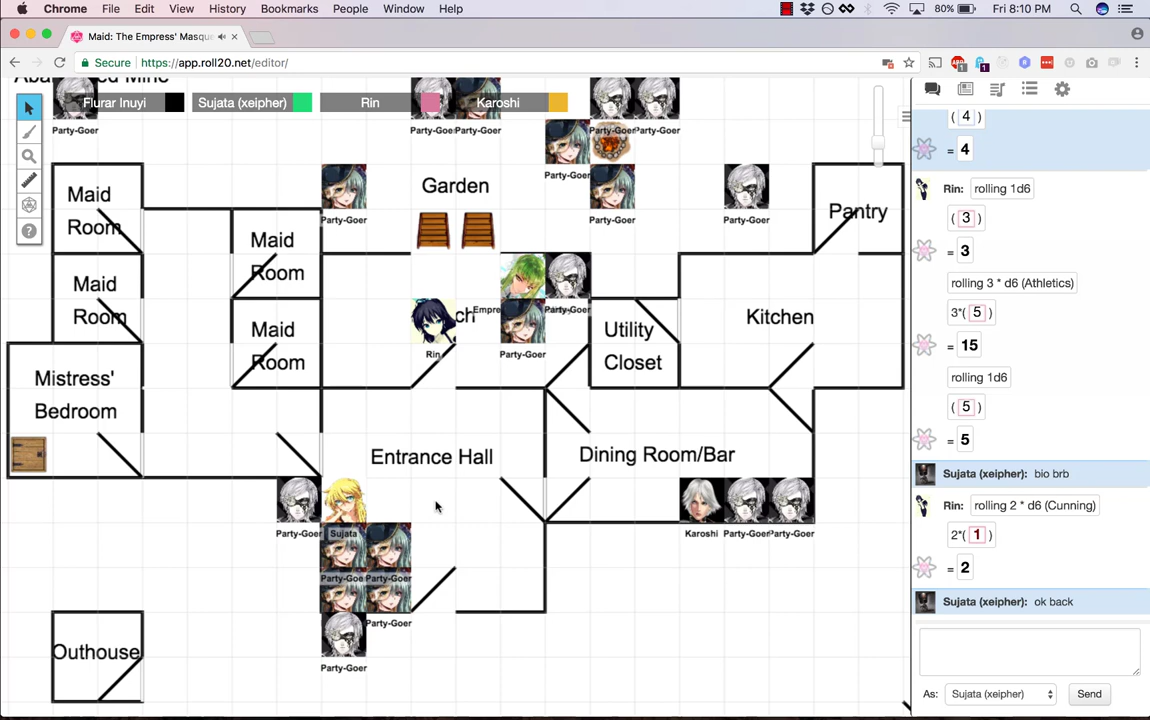 Chrome File Edit View History Bookmarks People Window Help 80% Fri 8:10 PM
Maid: The Empress' Masque
Secure https://app.roll20.net/editor/
Flurar Inuyi Sujata (xeipher) Rin Karoshi
Party-Goer
Party-Goer
Party-Goer
Party-Goer
Party-Goer
Party-Goer
Party-Goer
Party-Goer
Party-Goer
Garden
Maid
Room
Maid
Room
Pantry
Maid
Room
Maid
Room
ch
Rin
Party-Goer
Utility
Closet
Kitchen
Mistress'
Bedroom
Entrance Hall
Dining Room/Bar
Party-Goer
Sujata
Karoshi
Party-Goer
Party-Goer
Party-Goer
Party-Goer
Party-Goer
Party-Goer
Outhouse
( 4 )
= 4
Rin: rolling 1d6
( 3 )
= 3
rolling 3 * d6 (Athletics)
3*( 5 )
= 15
rolling 1d6
( 5 )
= 5
Sujata (xeipher): bio brb
Rin: rolling 2 * d6 (Cunning)
2*( 1 )
= 2
Sujata (xeipher): ok back
As: Sujata (xeipher) Send